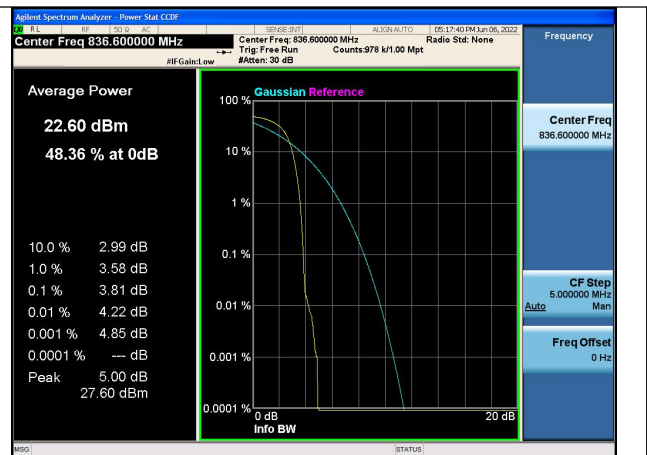 Agilent Spectrum Analyzer - Power Stat CCDF
RL RF 50 Ω AC SENSE:INT ALIGN AUTO 05:17:40 PM Jun 06, 2022
Center Freq 836.600000 MHz
Center Freq: 836.600000 MHz Radio Std: None
Trig: Free Run Counts:978 k/1.00 Mpt
#IFGain:Low #Atten: 30 dB
Frequency
Average Power
22.60 dBm
48.36 % at 0dB
10.0 % 2.99 dB
1.0 % 3.58 dB
0.1 % 3.81 dB
0.01 % 4.22 dB
0.001 % 4.85 dB
0.0001 % --- dB
Peak 5.00 dB
27.60 dBm
Gaussian Reference
100 %
10 %
1 %
0.1 %
0.01 %
0.001 %
0.0001 %
0 dB 20 dB
Info BW
Center Freq
836.600000 MHz
CF Step
5.000000 MHz
Auto Man
Freq Offset
0 Hz
MSG STATUS